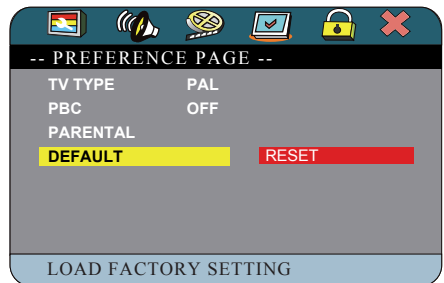 -- PREFERENCE PAGE --
TV TYPE PAL
PBC OFF
PARENTAL
DEFAULT RESET
LOAD FACTORY SETTING